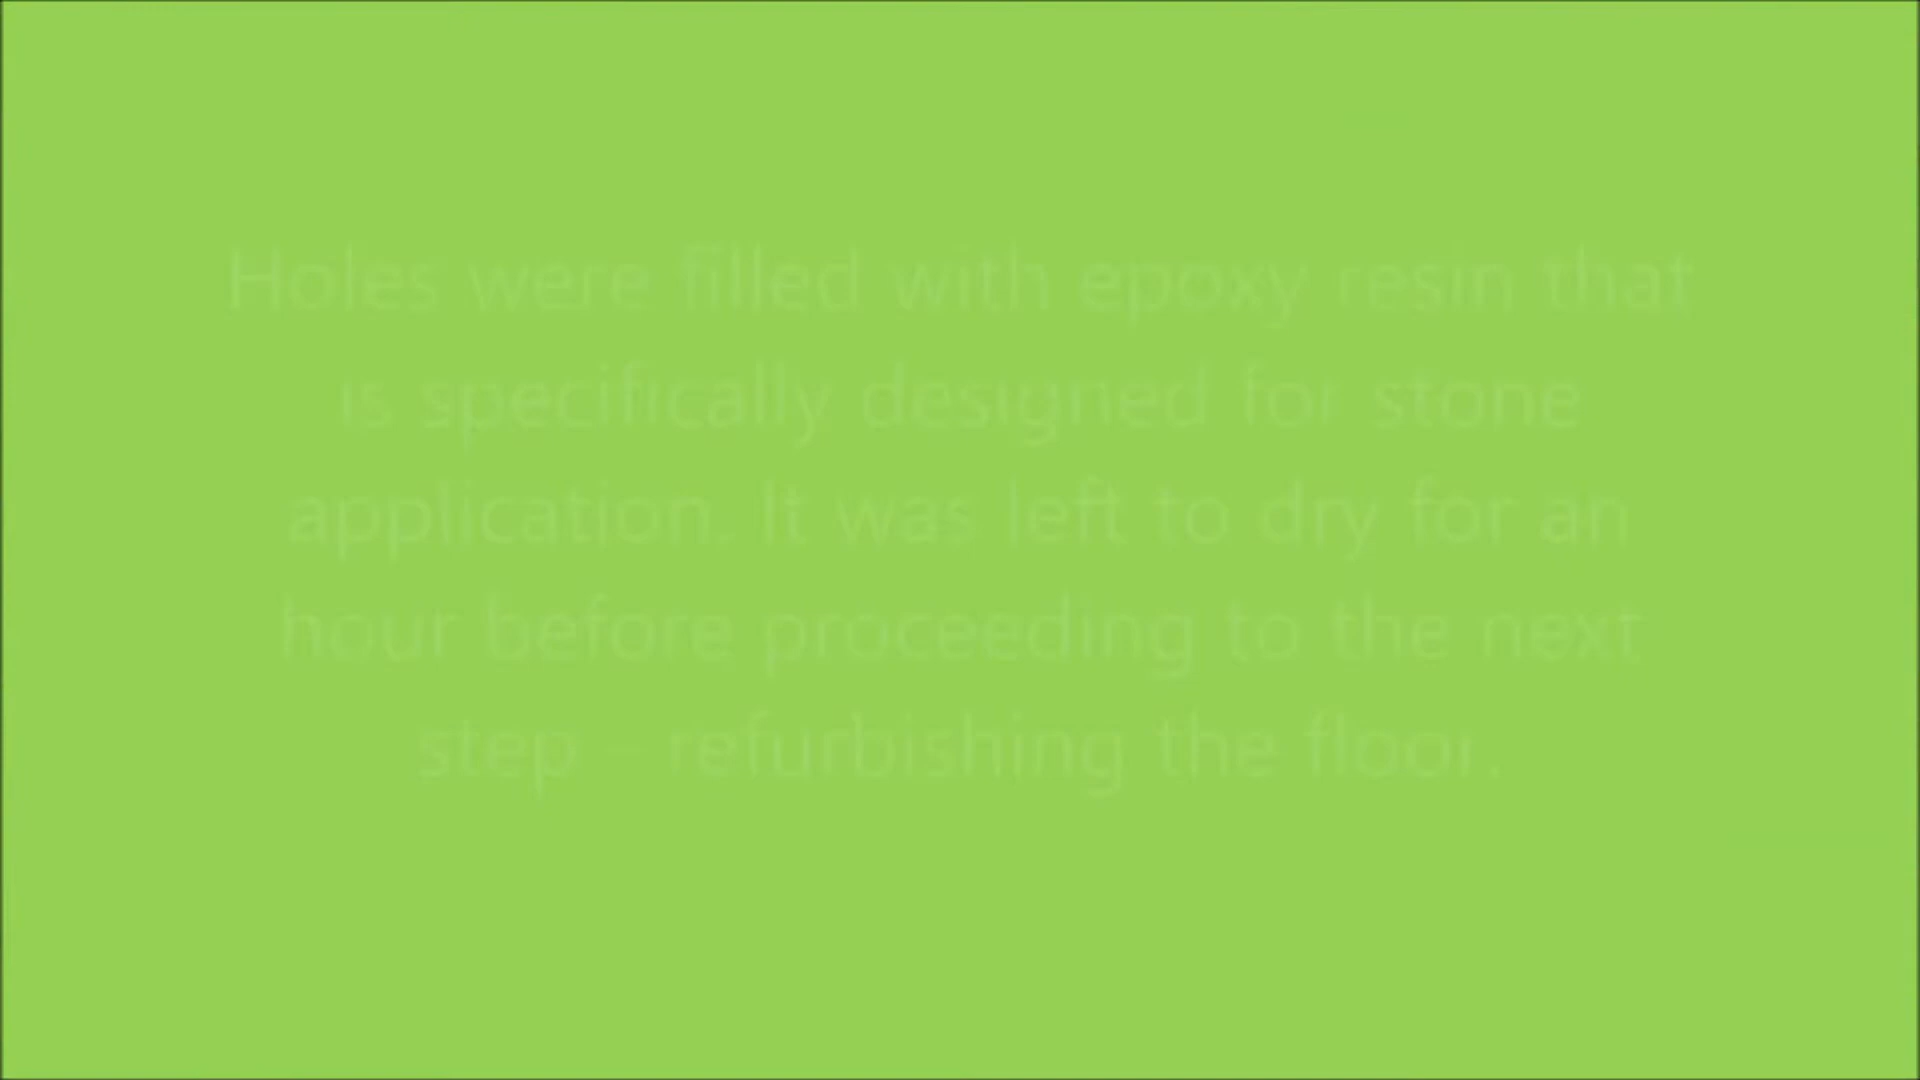 Holes were filled with epoxy resin that
is specifically designed for stone
application. It was left to dry for an
hour before proceeding to the next
step – refurbishing the floor.